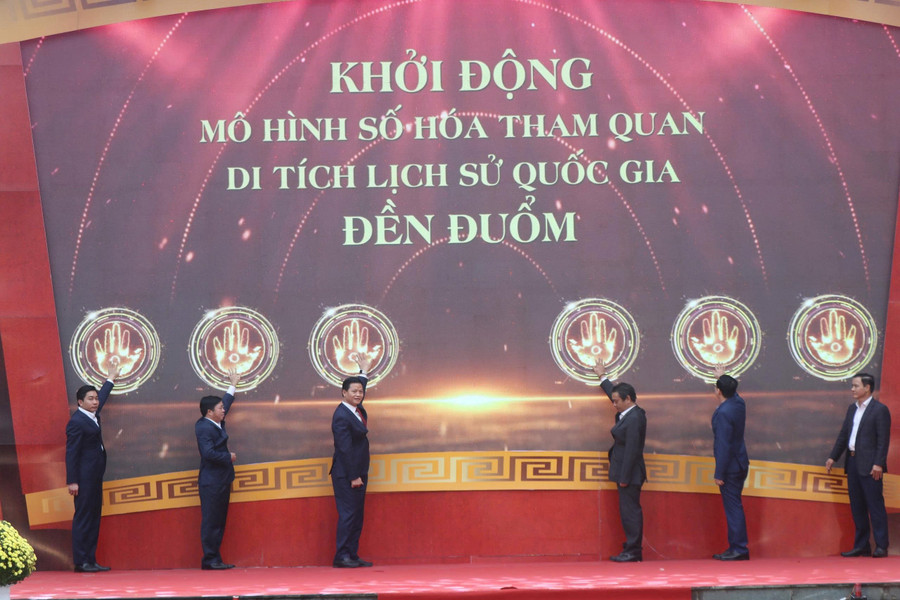 KHỞI ĐỘNG
MÔ HÌNH SỐ HÓA THAM QUAN
DI TÍCH LỊCH SỬ QUỐC GIA
ĐỀN ĐUỔM